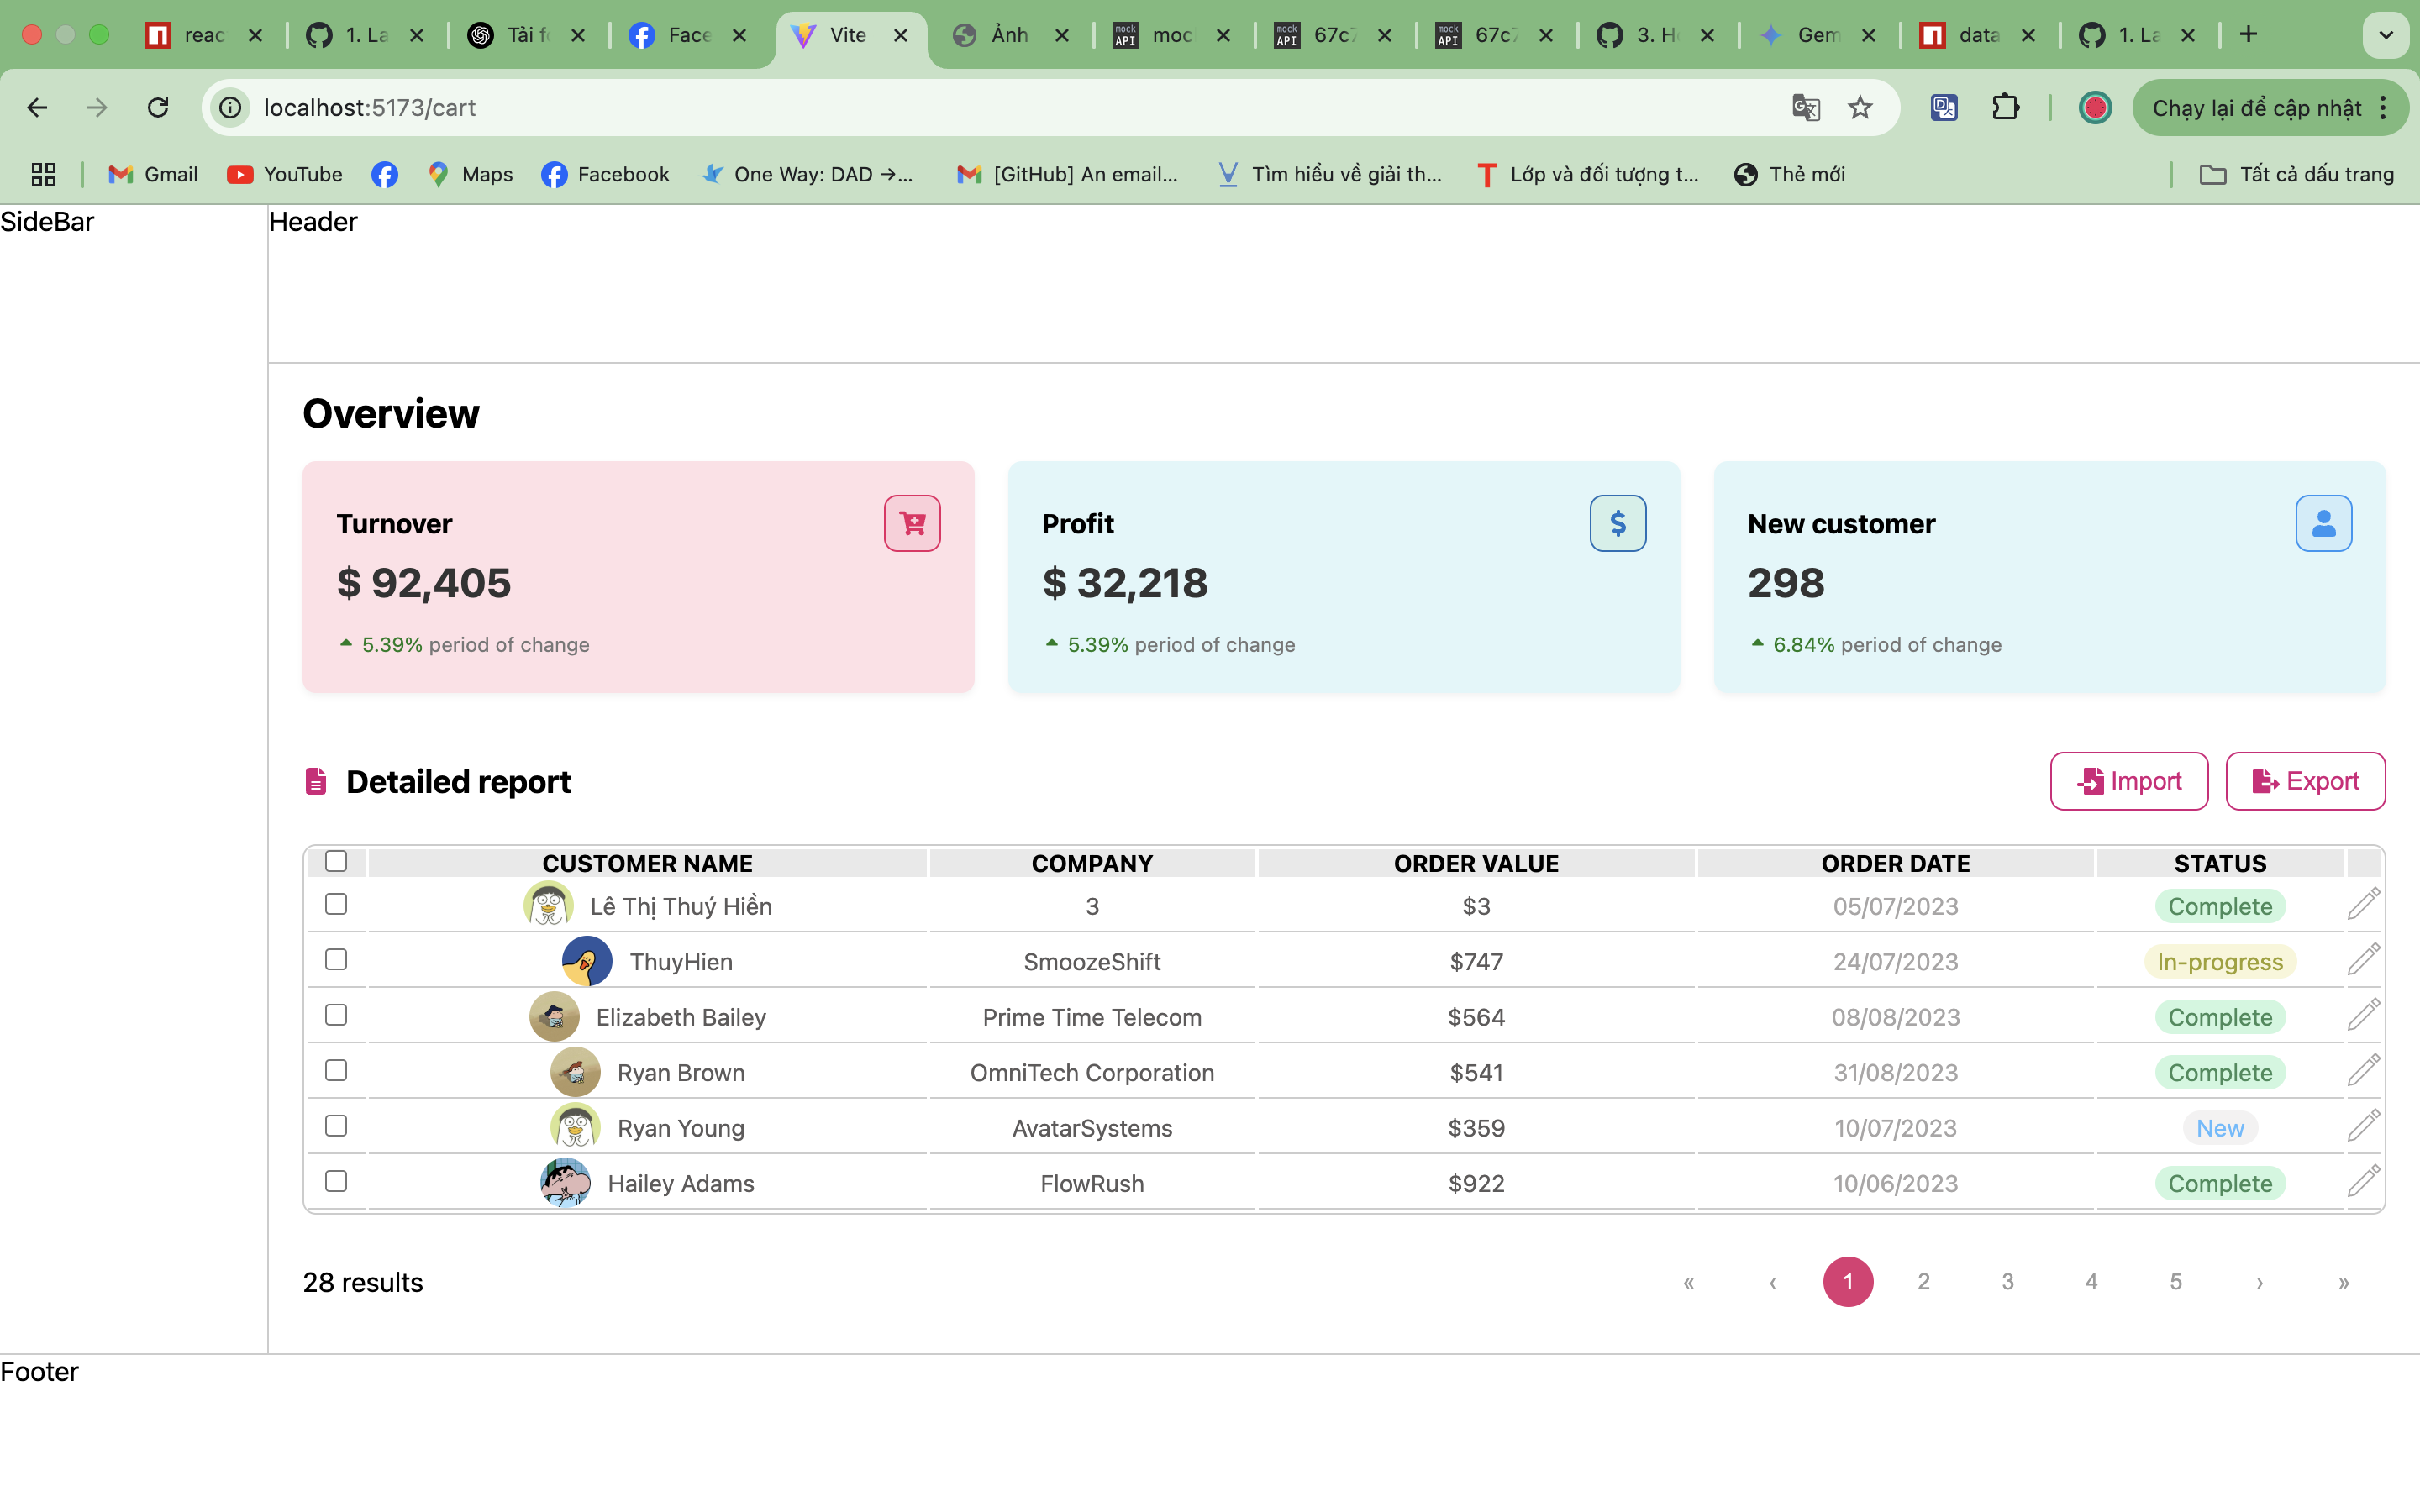 reac
1. La
Tải f
Face
Vite
Ảnh
mock API
moc
mock API
67c7
mock API
67c7
3. H
Gem
data
1. La
localhost:5173/cart
Chạy lại để cập nhật
Gmail
YouTube
Maps
Facebook
One Way: DAD →...
[GitHub] An email...
Tìm hiểu về giải th...
Lớp và đối tượng t...
Thẻ mới
Tất cả dấu trang
SideBar
Header
Overview
Turnover
$ 92,405
5.39% period of change
Profit
$
$ 32,218
5.39% period of change
New customer
298
6.84% period of change
Detailed report
Import
Export
CUSTOMER NAME COMPANY ORDER VALUE ORDER DATE STATUS
Lê Thị Thuý Hiền 3 $3 05/07/2023 Complete
ThuyHien SmoozeShift $747 24/07/2023 In-progress
Elizabeth Bailey Prime Time Telecom $564 08/08/2023 Complete
Ryan Brown OmniTech Corporation $541 31/08/2023 Complete
Ryan Young AvatarSystems $359 10/07/2023 New
Hailey Adams FlowRush $922 10/06/2023 Complete
28 results
« ‹ 1 2 3 4 5 › »
Footer